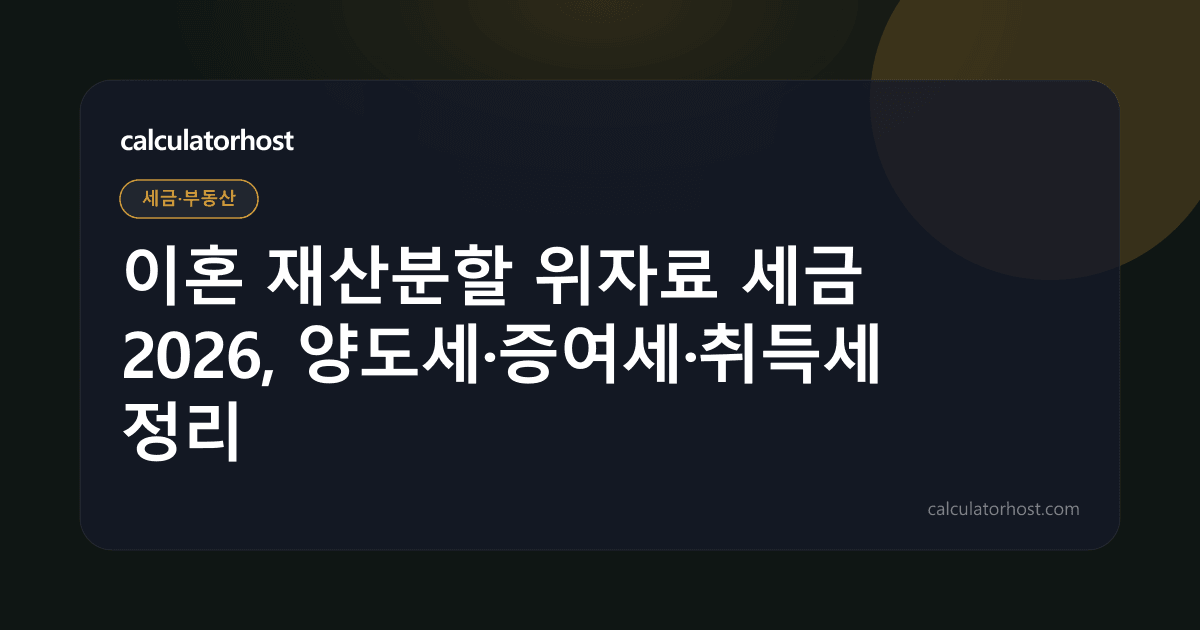 calculatorhost
세금·부동산
이혼 재산분할 위자료 세금
2026, 양도세·증여세·취득세
정리
calculatorhost.com